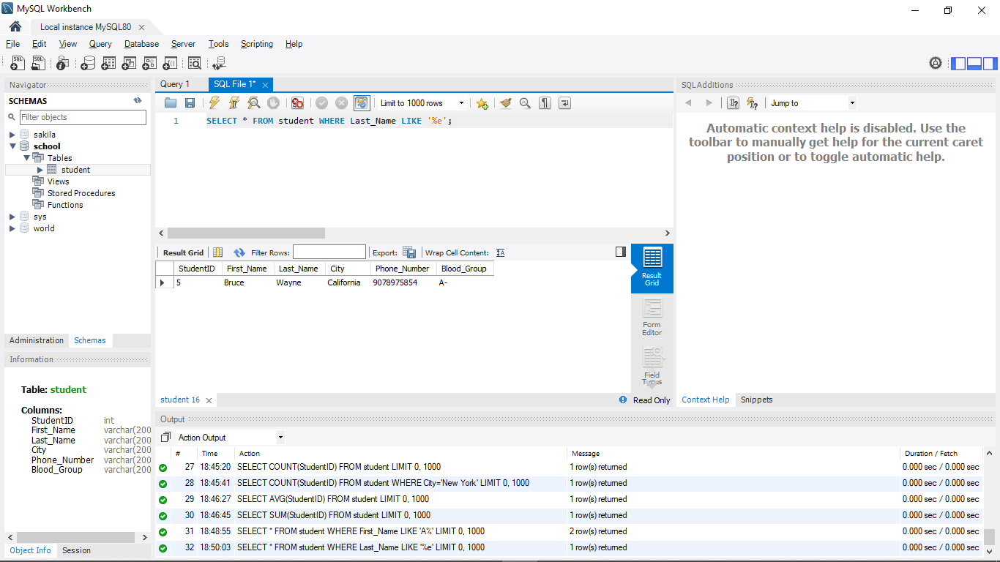 MySQL Workbench
Local instance MySQL80
File Edit View Query Database Server Tools Scripting Help
Navigator
SCHEMAS
Filter objects
sakila
school
Tables
student
Views
Stored Procedures
Functions
sys
world
Administration Schemas
Information
Table: student
Columns:
StudentID int
First_Name varchar(200
Last_Name varchar(200
City varchar(200
Phone_Number varchar(200
Blood_Group varchar(200
Object Info Session
Query 1 SQL File 1*
Limit to 1000 rows
1 SELECT * FROM student WHERE Last_Name LIKE '%e';
Result Grid Filter Rows: Export: Wrap Cell Content:
StudentID First_Name Last_Name City Phone_Number Blood_Group
5 Bruce Wayne California 9078975854 A-
Result
Grid
Form
Editor
Field
Types
student 16 Read Only
SQLAdditions
Jump to
Automatic context help is disabled. Use the
toolbar to manually get help for the current caret
position or to toggle automatic help.
Context Help Snippets
Output
Action Output
# Time Action Message Duration / Fetch
27 18:45:20 SELECT COUNT(StudentID) FROM student LIMIT 0, 1000 1 row(s) returned 0.000 sec / 0.000 sec
28 18:45:41 SELECT COUNT(StudentID) FROM student WHERE City='New York' LIMIT 0, 1000 1 row(s) returned 0.000 sec / 0.000 sec
29 18:46:27 SELECT AVG(StudentID) FROM student LIMIT 0, 1000 1 row(s) returned 0.000 sec / 0.000 sec
30 18:46:45 SELECT SUM(StudentID) FROM student LIMIT 0, 1000 1 row(s) returned 0.000 sec / 0.000 sec
31 18:48:55 SELECT * FROM student WHERE First_Name LIKE 'A%' LIMIT 0, 1000 2 row(s) returned 0.000 sec / 0.000 sec
32 18:50:03 SELECT * FROM student WHERE Last_Name LIKE '%e' LIMIT 0, 1000 1 row(s) returned 0.000 sec / 0.000 sec